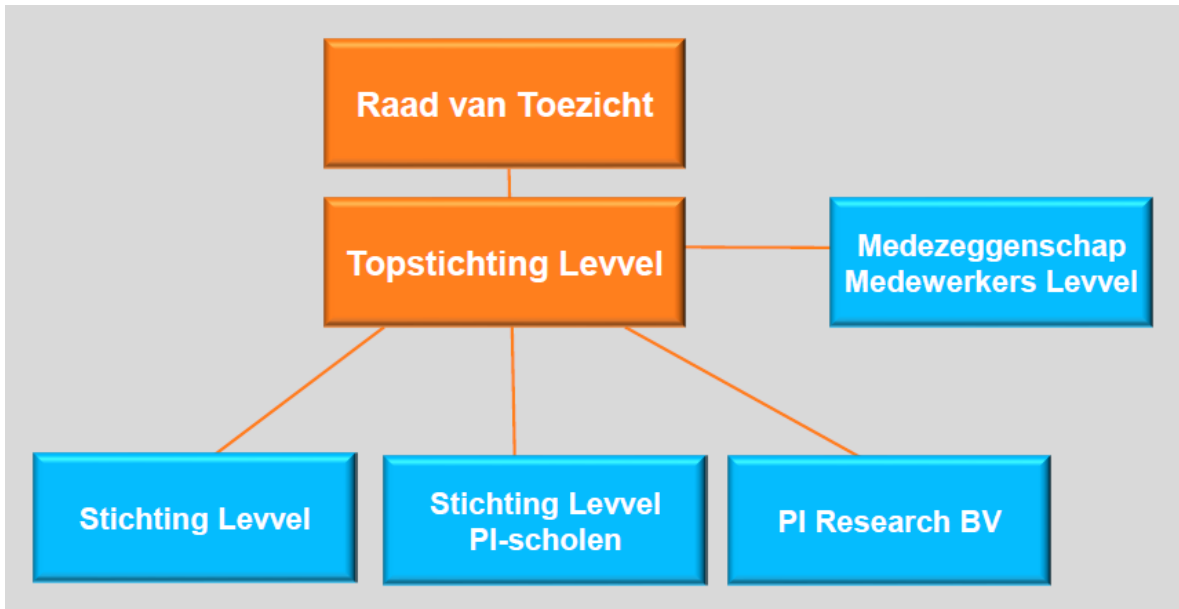 Raad van Toezicht
Topstichting Levvel
Medezeggenschap
Medewerkers Levvel
Stichting Levvel
Stichting Levvel
PI-scholen
PI Research BV